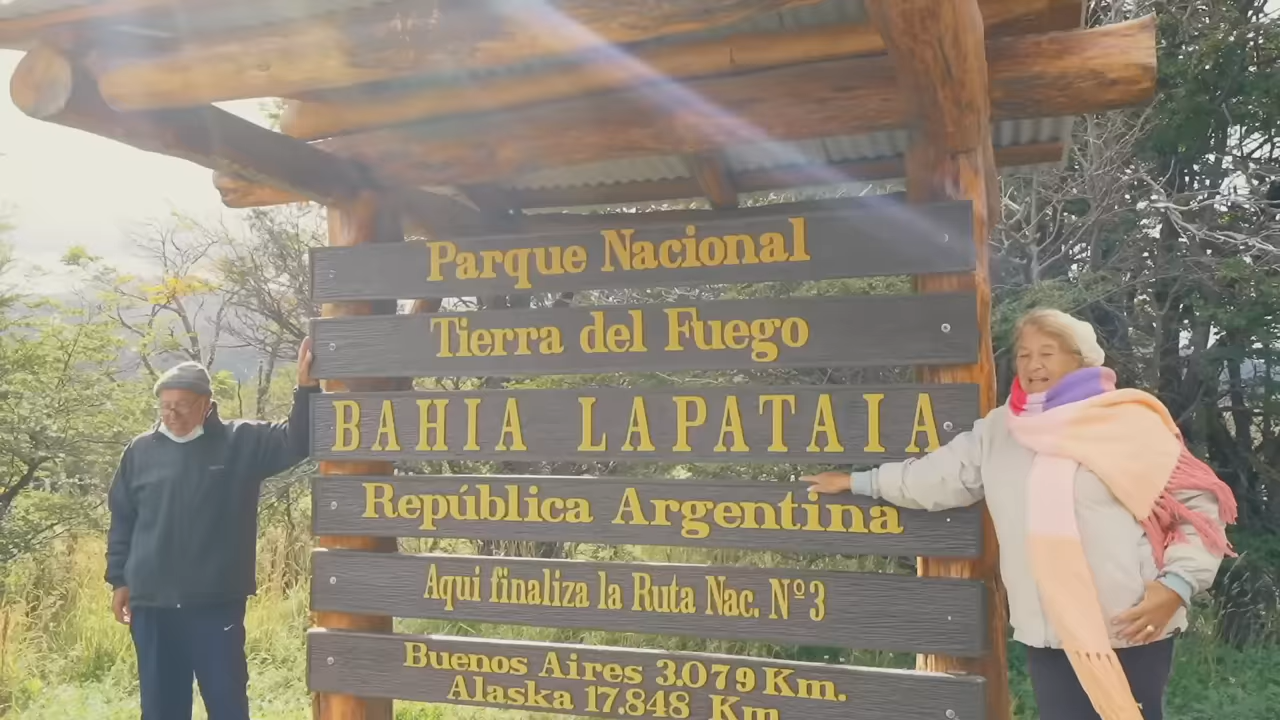 Parque Nacional
Tierra del Fuego
BAHIA LAPATAIA
República Argentina
Aqui finaliza la Ruta Nac. Nº3
Buenos Aires 3.079 Km.
Alaska 17.848 Km